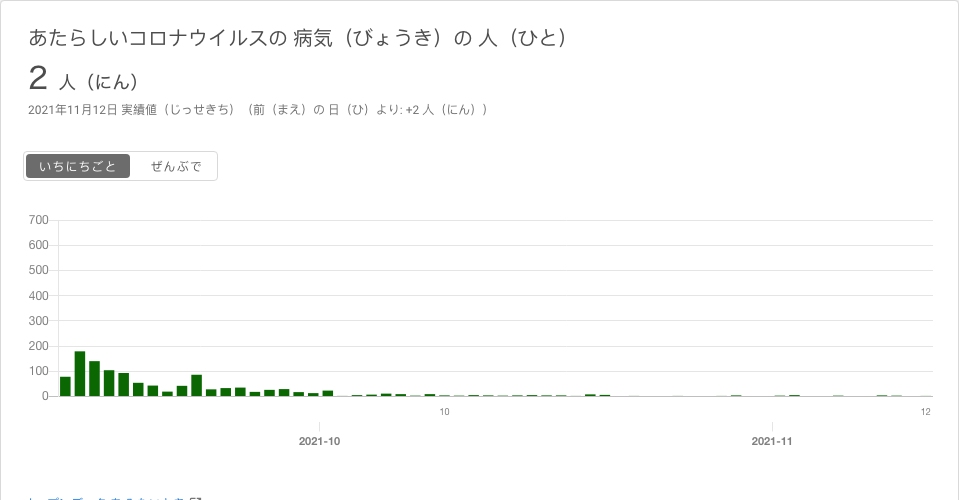 あたらしいコロナウイルスの 病気（びょうき）の 人（ひと）
2 人（にん）
2021年11月12日 実績値（じっせきち）（前（まえ）の 日（ひ）より: +2 人（にん））
いちにちごと ぜんぶで
700
600
500
400
300
200
100
0
10 12
2021-10 2021-11